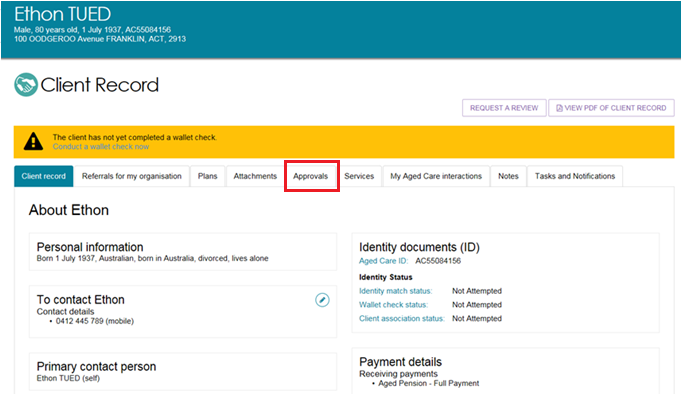 Ethon TUED
Male, 80 years old, 1 July 1937, AC55084156
100 OODGEROO Avenue FRANKLIN, ACT, 2913
Client Record
REQUEST A REVIEW
VIEW PDF OF CLIENT RECORD
The client has not yet completed a wallet check.
Conduct a wallet check now
Client record
Referrals for my organisation
Plans
Attachments
Approvals
Services
My Aged Care interactions
Notes
Tasks and Notifications
About Ethon
Personal information
Born 1 July 1937, Australian, born in Australia, divorced, lives alone
To contact Ethon
Contact details
• 0412 445 789 (mobile)
Primary contact person
Ethon TUED (self)
Identity documents (ID)
Aged Care ID: AC55084156
Identity Status
Identity match status: Not Attempted
Wallet check status: Not Attempted
Client association status: Not Attempted
Payment details
Receiving payments
• Aged Pension - Full Payment